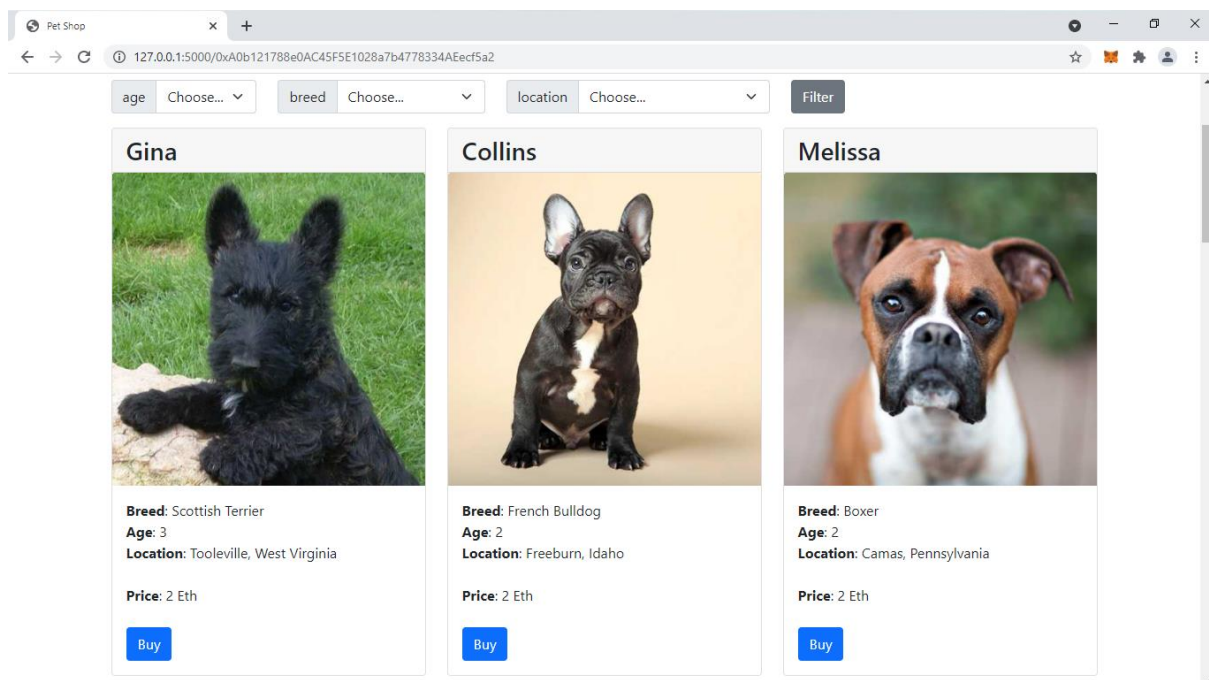 Pet Shop
127.0.0.1:5000/0xA0b121788e0AC45F5E1028a7b4778334AEecf5a2
age Choose... breed Choose... location Choose... Filter
Gina
Collins
Melissa
Breed: Scottish Terrier
Age: 3
Location: Tooleville, West Virginia
Price: 2 Eth
Buy
Breed: French Bulldog
Age: 2
Location: Freeburn, Idaho
Price: 2 Eth
Buy
Breed: Boxer
Age: 2
Location: Camas, Pennsylvania
Price: 2 Eth
Buy